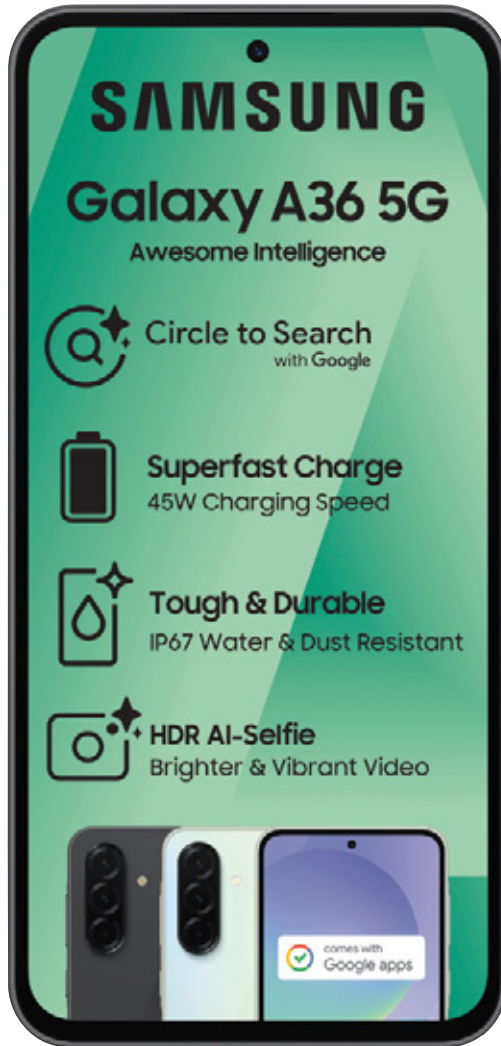 SAMSUNG
Galaxy A36 5G
Awesome Intelligence
Circle to Search
with Google
Superfast Charge
45W Charging Speed
Tough & Durable
IP67 Water & Dust Resistant
HDR AI-Selfie
Brighter & Vibrant Video
comes with
Google apps